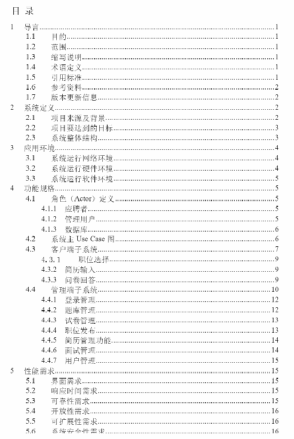 目 录
1 导言 1
1.1 目的 1
1.2 范围 1
1.3 缩写说明 1
1.4 术语定义 1
1.5 引用标准 1
1.6 参考资料 2
1.7 版本更新信息 2
2 系统定义 2
2.1 项目来源及背景 2
2.2 项目要达到的目标 3
2.3 系统整体结构 3
3 应用环境 4
3.1 系统运行网络环境 4
3.2 系统运行硬件环境 4
3.3 系统运行软件环境 5
4 功能规格 5
4.1 角色（Actor）定义 5
4.1.1 应聘者 5
4.1.2 管理用户 5
4.1.3 数据库 6
4.2 系统主 Use Case 图 6
4.3 客户端子系统 7
4.3.1 职位选择 9
4.3.2 简历输入 9
4.3.3 问卷回答 9
4.4 管理端子系统 10
4.4.1 登录管理 12
4.4.2 题库管理 12
4.4.3 试卷管理 13
4.4.4 职位发布 13
4.4.5 简历管理功能 14
4.4.6 面试管理 14
4.4.7 用户管理 15
5 性能需求 15
5.1 界面需求 15
5.2 响应时间需求 15
5.3 可靠性需求 15
5.4 开放性需求 16
5.5 可扩展性需求 16
5.6 系统安全性需求 16